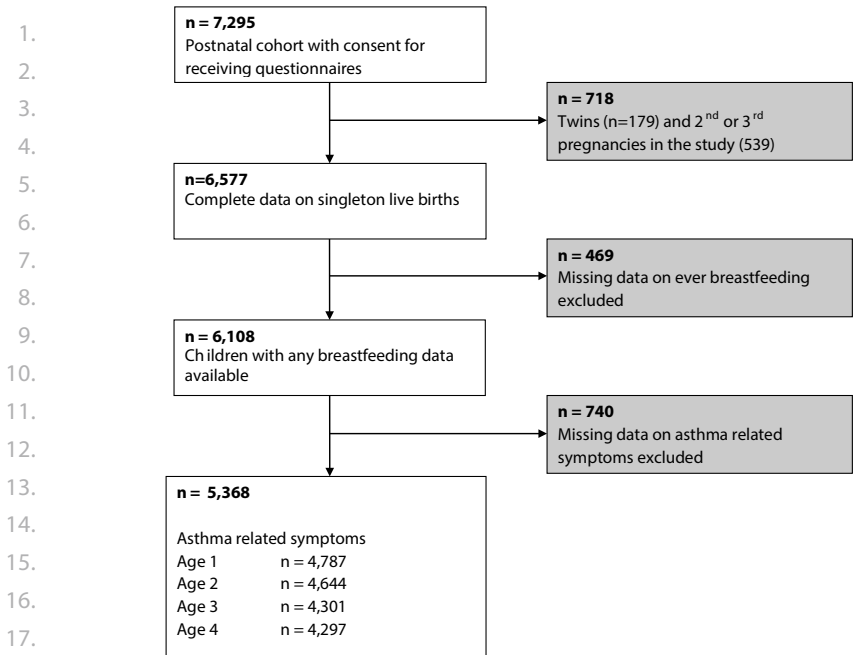 1.
2.
3.
4.
5.
6.
7.
8.
9.
10.
11.
12.
13.
14.
15.
16.
17.
n = 7,295
Postnatal cohort with consent for
receiving questionnaires
n = 718
Twins (n=179) and 2nd or 3rd
pregnancies in the study (539)
n=6,577
Complete data on singleton live births
n = 469
Missing data on ever breastfeeding
excluded
n = 6,108
Children with any breastfeeding data
available
n = 740
Missing data on asthma related
symptoms excluded
n = 5,368
Asthma related symptoms
Age 1 n = 4,787
Age 2 n = 4,644
Age 3 n = 4,301
Age 4 n = 4,297